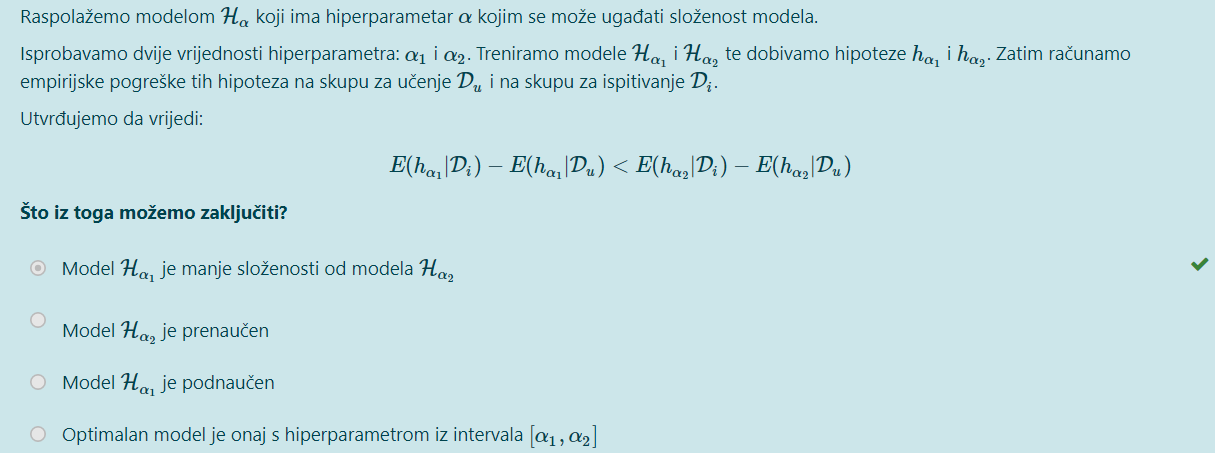 Raspolažemo modelom $\mathcal{H}_\alpha$ koji ima hiperparametar $\alpha$ kojim se može ugađati složenost modela.
Isprobavamo dvije vrijednosti hiperparametra: $\alpha_1$ i $\alpha_2$. Treniramo modele $\mathcal{H}_{\alpha_1}$ i $\mathcal{H}_{\alpha_2}$ te dobivamo hipoteze $h_{\alpha_1}$ i $h_{\alpha_2}$. Zatim računamo
empirijske pogreške tih hipoteza na skupu za učenje $\mathcal{D}_u$ i na skupu za ispitivanje $\mathcal{D}_i$.
Utvrđujemo da vrijedi:
$E(h_{\alpha_1}|\mathcal{D}_i) - E(h_{\alpha_1}|\mathcal{D}_u) < E(h_{\alpha_2}|\mathcal{D}_i) - E(h_{\alpha_2}|\mathcal{D}_u)$
Što iz toga možemo zaključiti?
Model $\mathcal{H}_{\alpha_1}$ je manje složenosti od modela $\mathcal{H}_{\alpha_2}$
Model $\mathcal{H}_{\alpha_2}$ je prenaučen
Model $\mathcal{H}_{\alpha_1}$ je podnaučen
Optimalan model je onaj s hiperparametrom iz intervala $[\alpha_1, \alpha_2]$